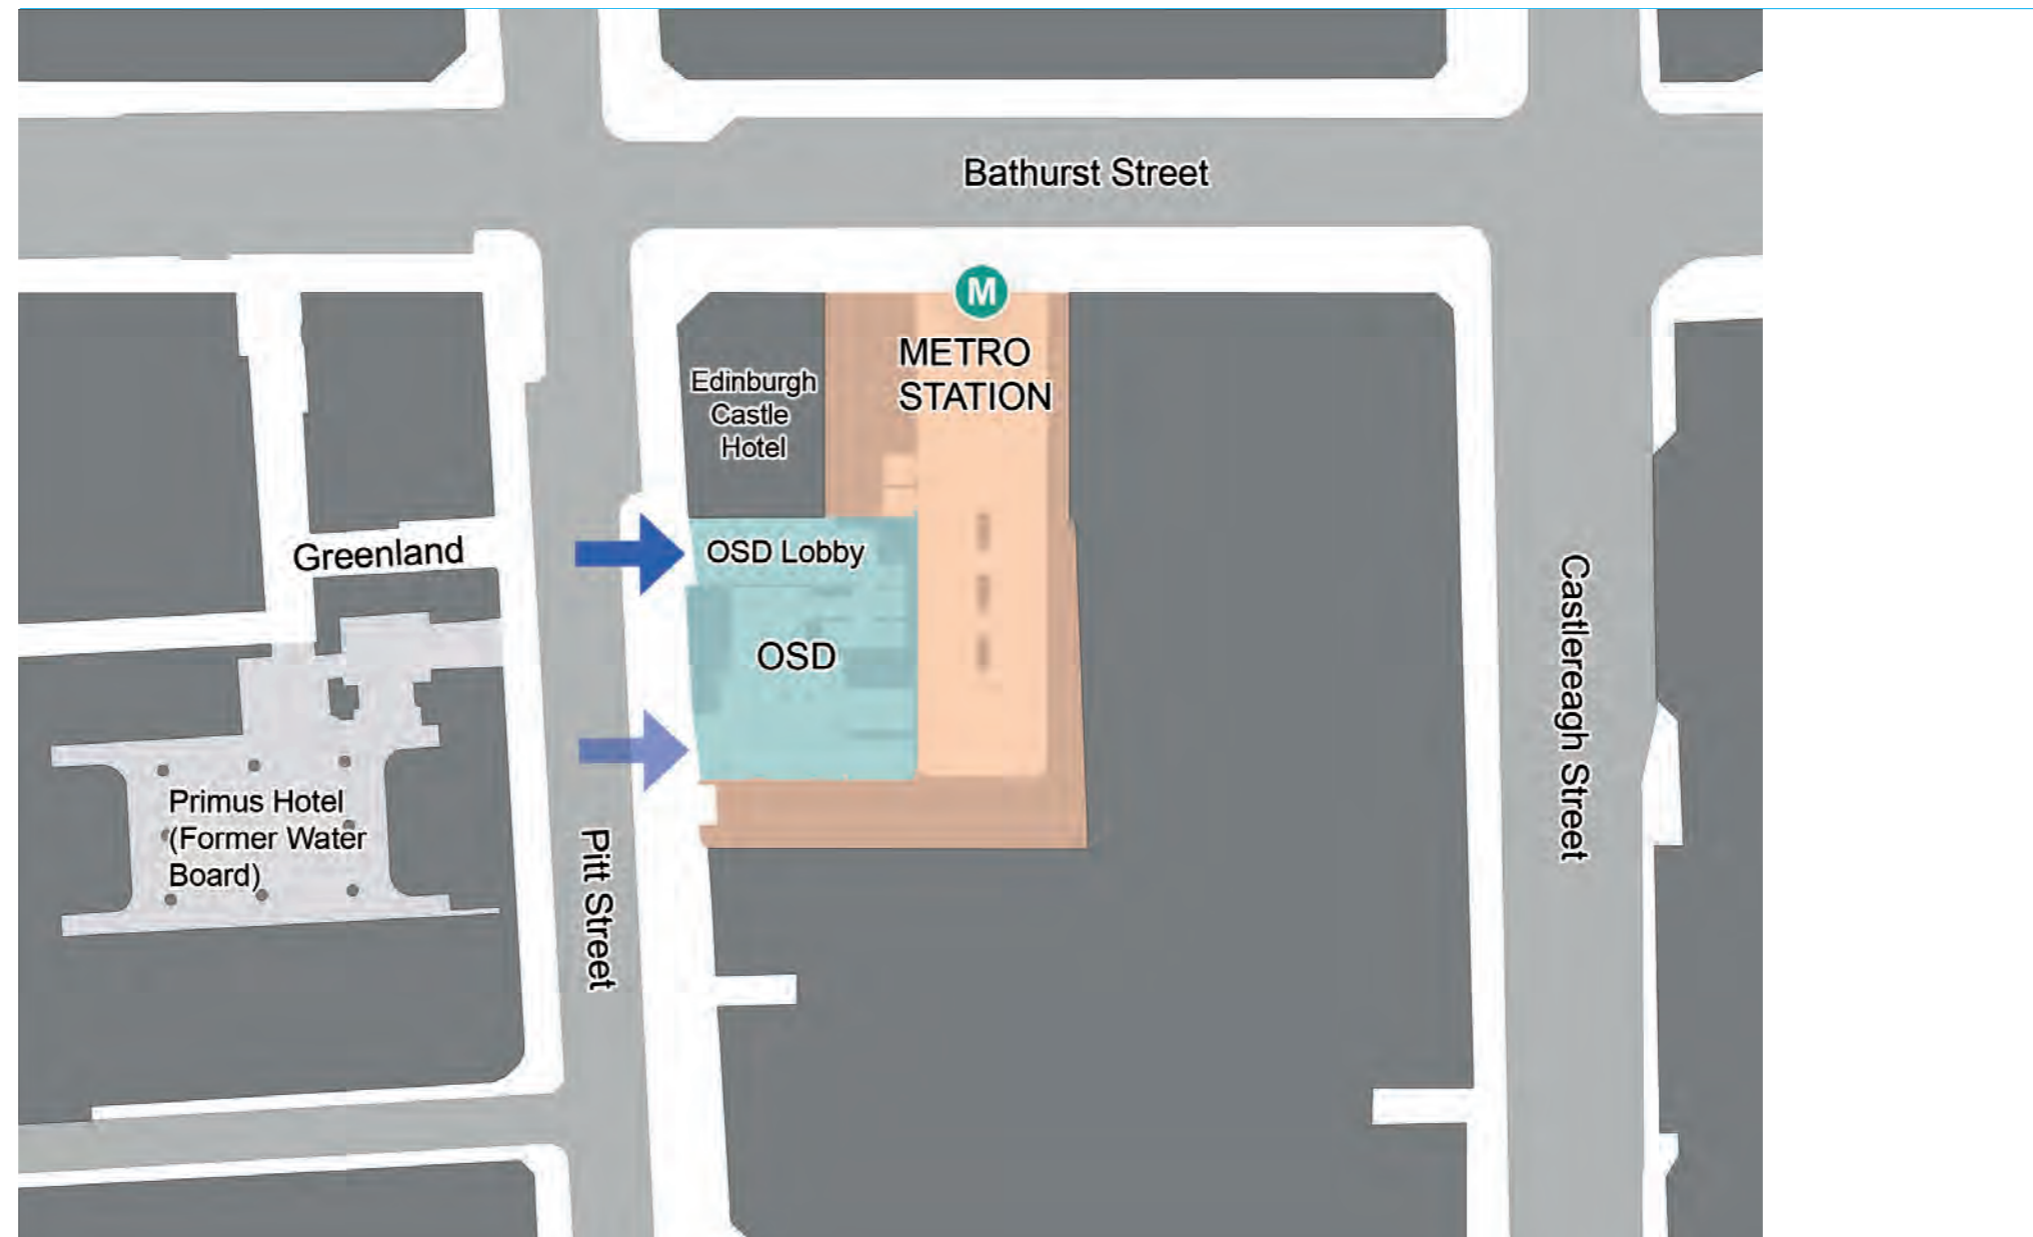 Bathurst Street
M
METRO
STATION
Edinburgh
Castle
Hotel
Greenland
OSD Lobby
OSD
Castlereagh Street
Primus Hotel
(Former Water
Board)
Pitt Street